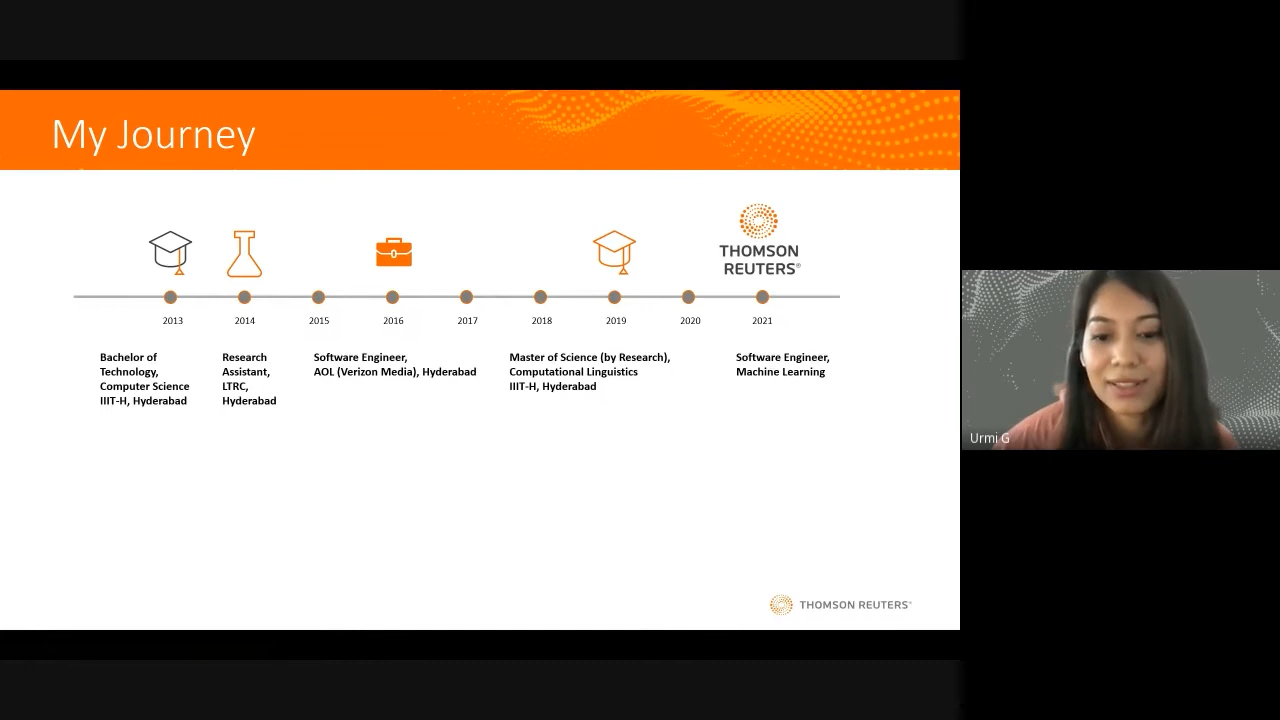 My Journey
THOMSON
REUTERS®
2013
2014
2015
2016
2017
2018
2019
2020
2021
Bachelor of
Technology,
Computer Science
IIIT-H, Hyderabad
Research
Assistant,
LTRC,
Hyderabad
Software Engineer,
AOL (Verizon Media), Hyderabad
Master of Science (by Research),
Computational Linguistics
IIIT-H, Hyderabad
Software Engineer,
Machine Learning
Urmi G
THOMSON REUTERS®